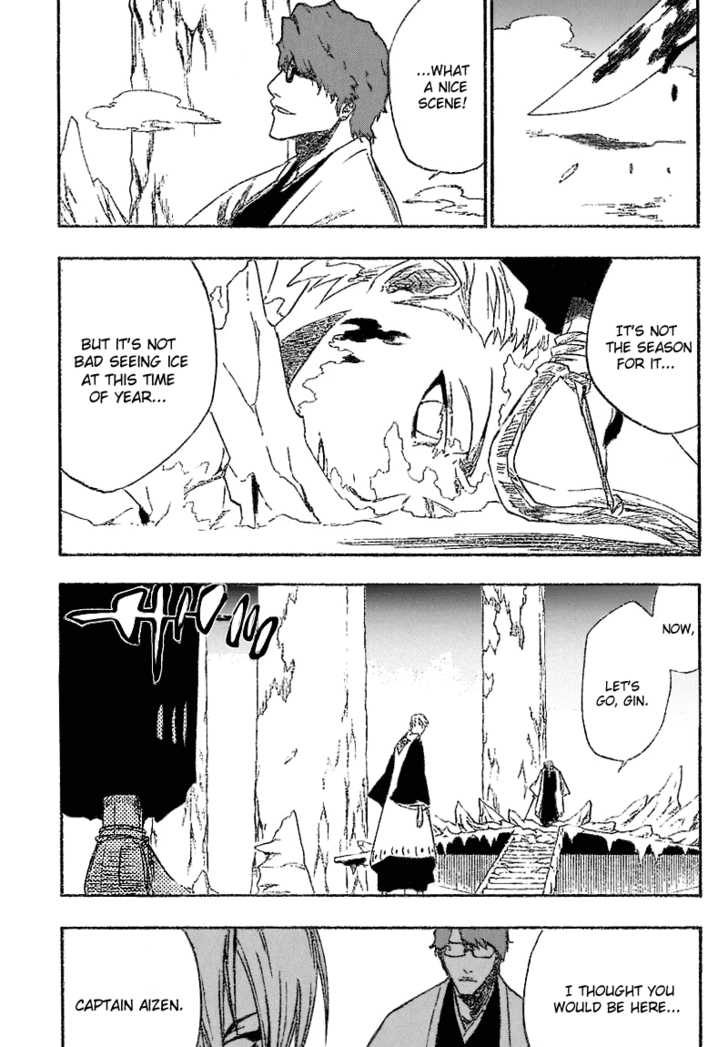 ...WHAT
A NICE
SCENE!
IT'S NOT
THE SEASON
FOR IT...
BUT IT'S NOT
BAD SEEING ICE
AT THIS TIME
OF YEAR...
NOW,
LET'S
GO, GIN.
I THOUGHT YOU
WOULD BE HERE...
CAPTAIN AIZEN.